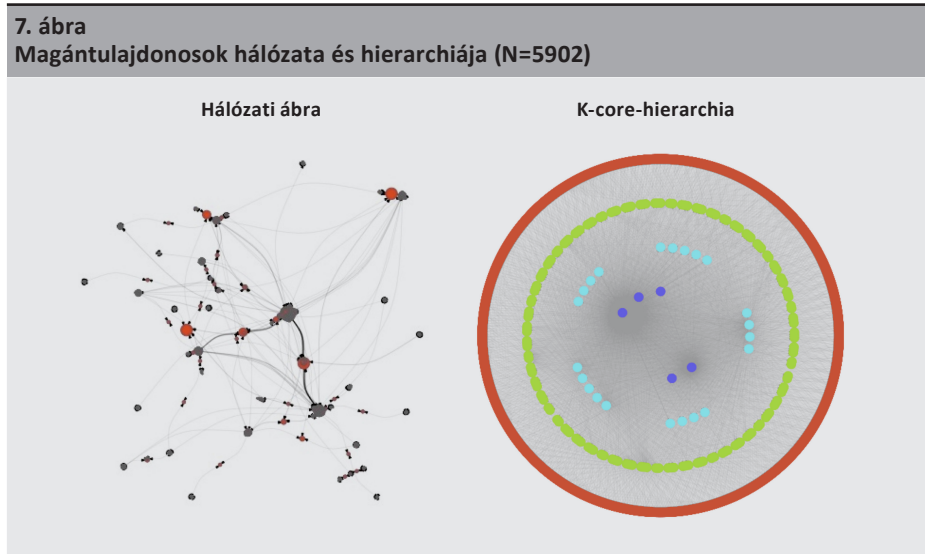 7. ábra
Magántulajdonosok hálózata és hierarchiája (N=5902)
Hálózati ábra
K-core-hierarchia